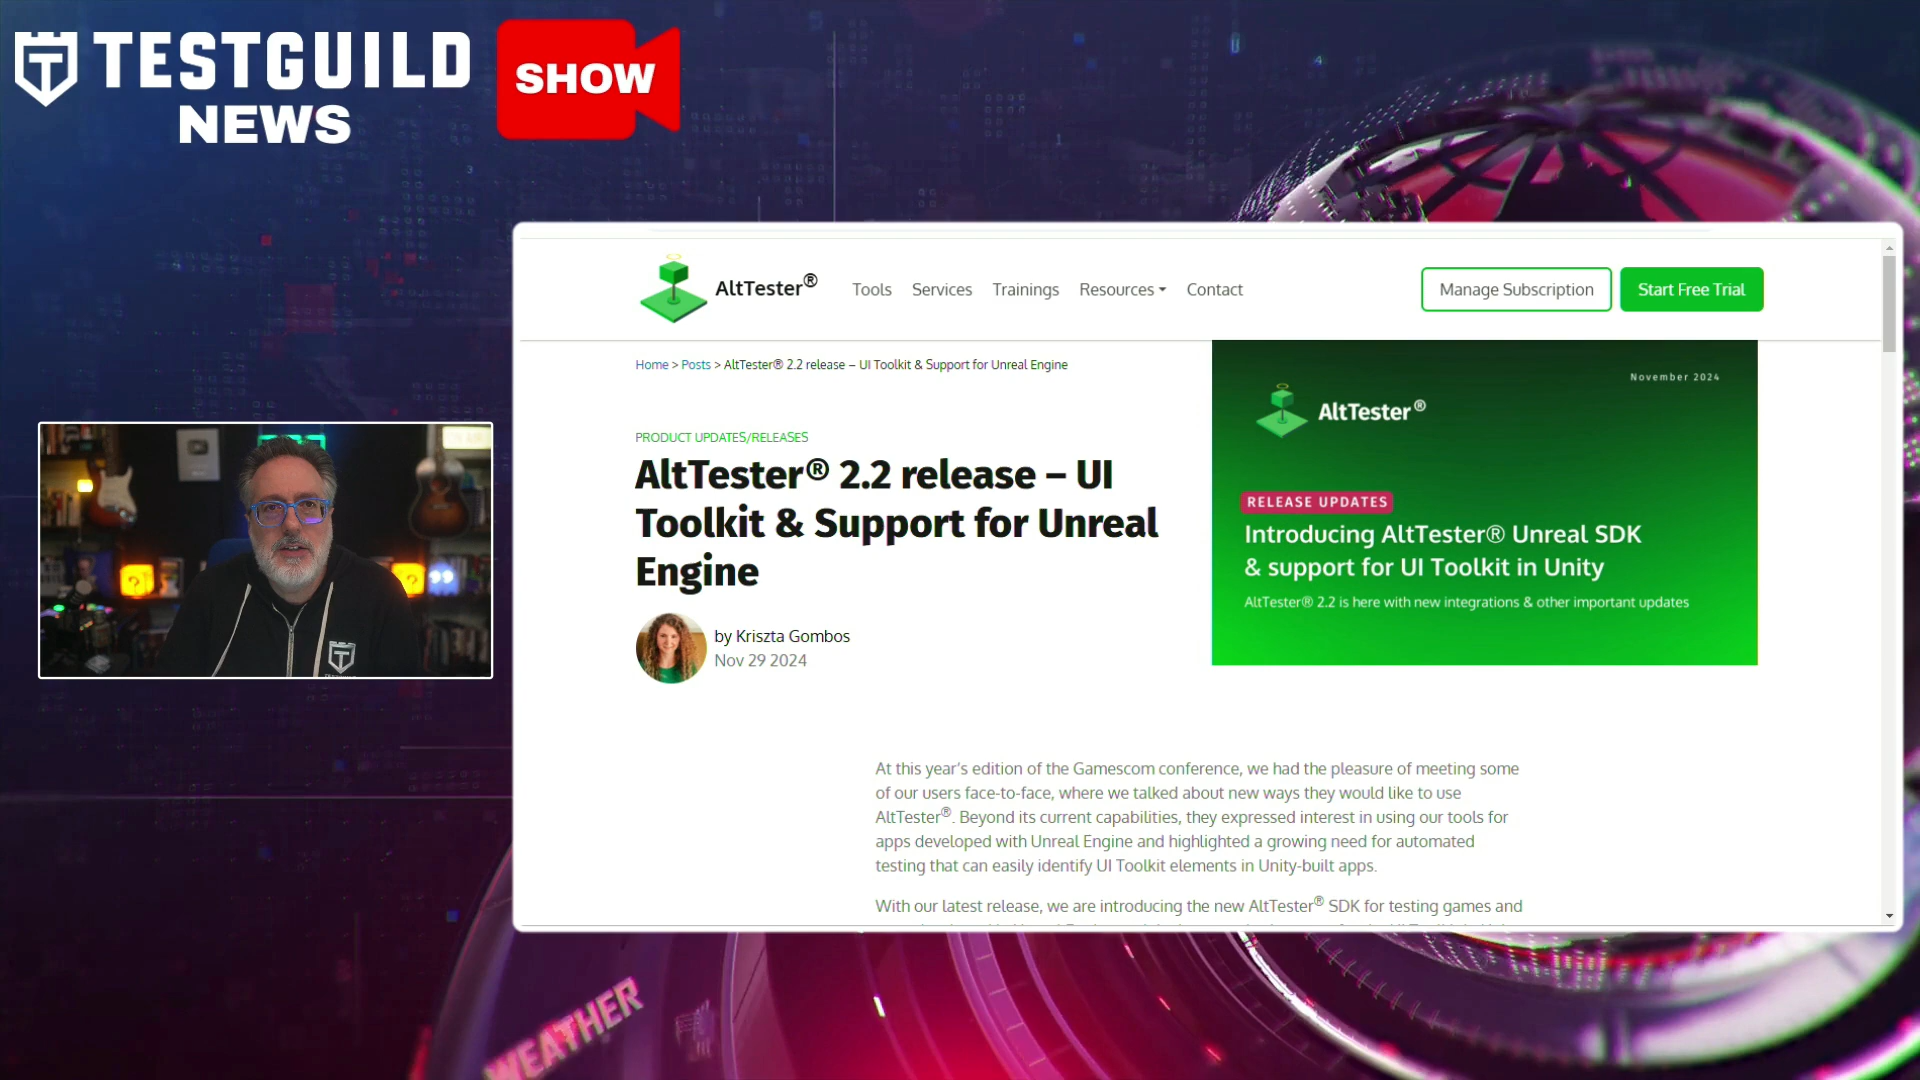 TESTGUILD
NEWS
SHOW
AltTester®
Tools
Services
Trainings
Resources
Contact
Manage Subscription
Start Free Trial
Home > Posts > AltTester® 2.2 release – UI Toolkit & Support for Unreal Engine
PRODUCT UPDATES/RELEASES
AltTester® 2.2 release – UI
Toolkit & Support for Unreal
Engine
by Kriszta Gombos
Nov 29 2024
November 2024
AltTester®
RELEASE UPDATES
Introducing AltTester® Unreal SDK
& support for UI Toolkit in Unity
AltTester® 2.2 is here with new integrations & other important updates
At this year’s edition of the Gamescom conference, we had the pleasure of meeting some
of our users face-to-face, where we talked about new ways they would like to use
AltTester®. Beyond its current capabilities, they expressed interest in using our tools for
apps developed with Unreal Engine and highlighted a growing need for automated
testing that can easily identify UI Toolkit elements in Unity-built apps.
With our latest release, we are introducing the new AltTester® SDK for testing games and
WEATHER